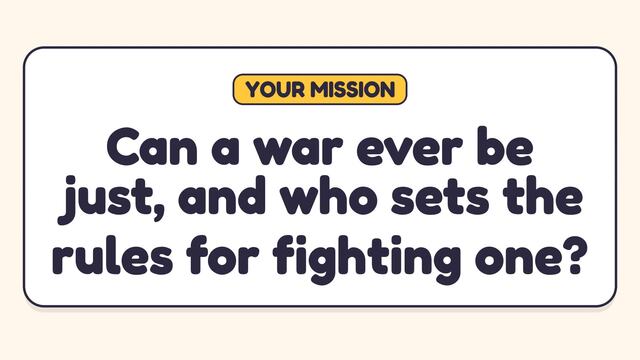 YOUR MISSION
Can a war ever be
just, and who sets the
rules for fighting one?